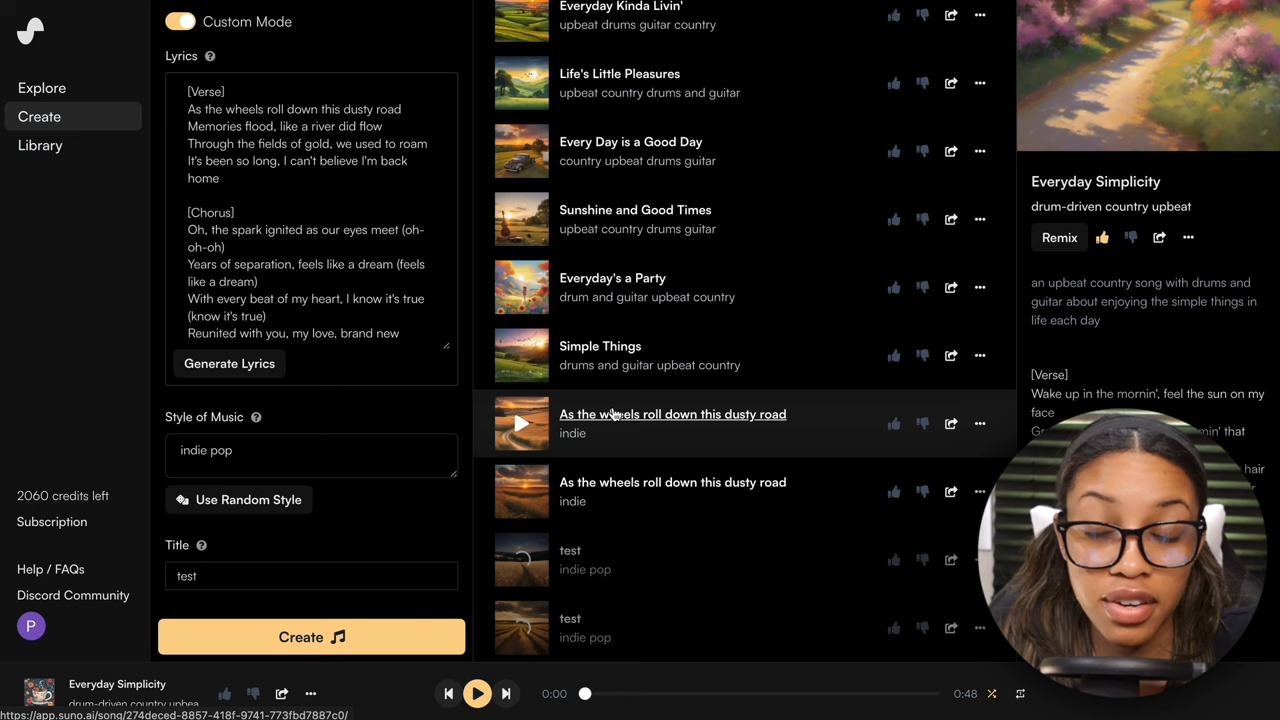 Custom Mode
Explore
Create
Library
2060 credits left
Subscription
Help / FAQs
Discord Community
P
Lyrics ?
[Verse]
As the wheels roll down this dusty road
Memories flood, like a river did flow
Through the fields of gold, we used to roam
It's been so long, I can't believe I'm back
home
[Chorus]
Oh, the spark ignited as our eyes meet (oh-
oh-oh)
Years of separation, feels like a dream (feels
like a dream)
With every beat of my heart, I know it's true
(know it's true)
Reunited with you, my love, brand new
Generate Lyrics
Style of Music ?
indie pop
Use Random Style
Title ?
test
Create
Everyday Kinda Livin'
upbeat drums guitar country
Life's Little Pleasures
upbeat country drums and guitar
Every Day is a Good Day
country upbeat drums guitar
Sunshine and Good Times
upbeat country drums guitar
Everyday's a Party
drum and guitar upbeat country
Simple Things
drums and guitar upbeat country
As the wheels roll down this dusty road
indie
As the wheels roll down this dusty road
indie
test
indie pop
test
indie pop
Everyday Simplicity
drum-driven country upbeat
Remix
an upbeat country song with drums and
guitar about enjoying the simple things in
life each day
[Verse]
Wake up in the mornin', feel the sun on my
face
that
hair
Everyday Simplicity
drum-driven country upbea
0:00
0:48
https://app.suno.ai/song/274deced-8857-418f-9741-773fbd7887c0/